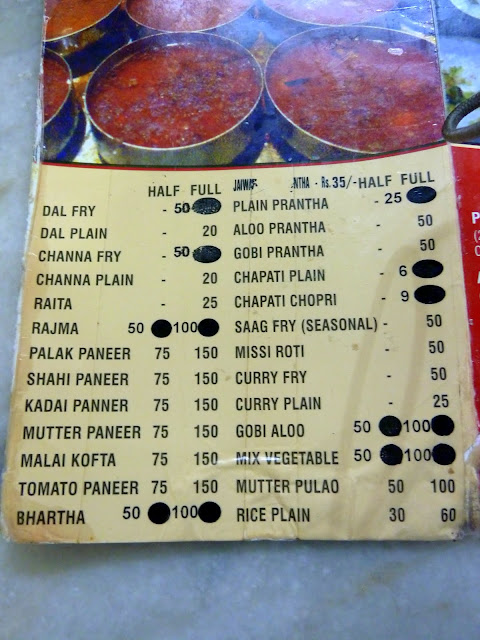 HALF FULL
DAL FRY - 50
DAL PLAIN - 20
CHANNA FRY - 50
CHANNA PLAIN - 20
RAITA - 25
RAJMA 50 100
PALAK PANEER 75 150
SHAHI PANEER 75 150
KADAI PANNER 75 150
MUTTER PANEER 75 150
MALAI KOFTA 75 150
TOMATO PANEER 75 150
BHARTHA 50 100
Rs.35/- HALF FULL
PLAIN PRANTHA - 25
ALOO PRANTHA - 50
GOBI PRANTHA - 50
CHAPATI PLAIN - 6
CHAPATI CHOPRI - 9
SAAG FRY (SEASONAL) - 50
MISSI ROTI - 50
CURRY FRY - 50
CURRY PLAIN - 25
GOBI ALOO 50 100
MIX VEGETABLE 50 100
MUTTER PULAO 50 100
RICE PLAIN 30 60